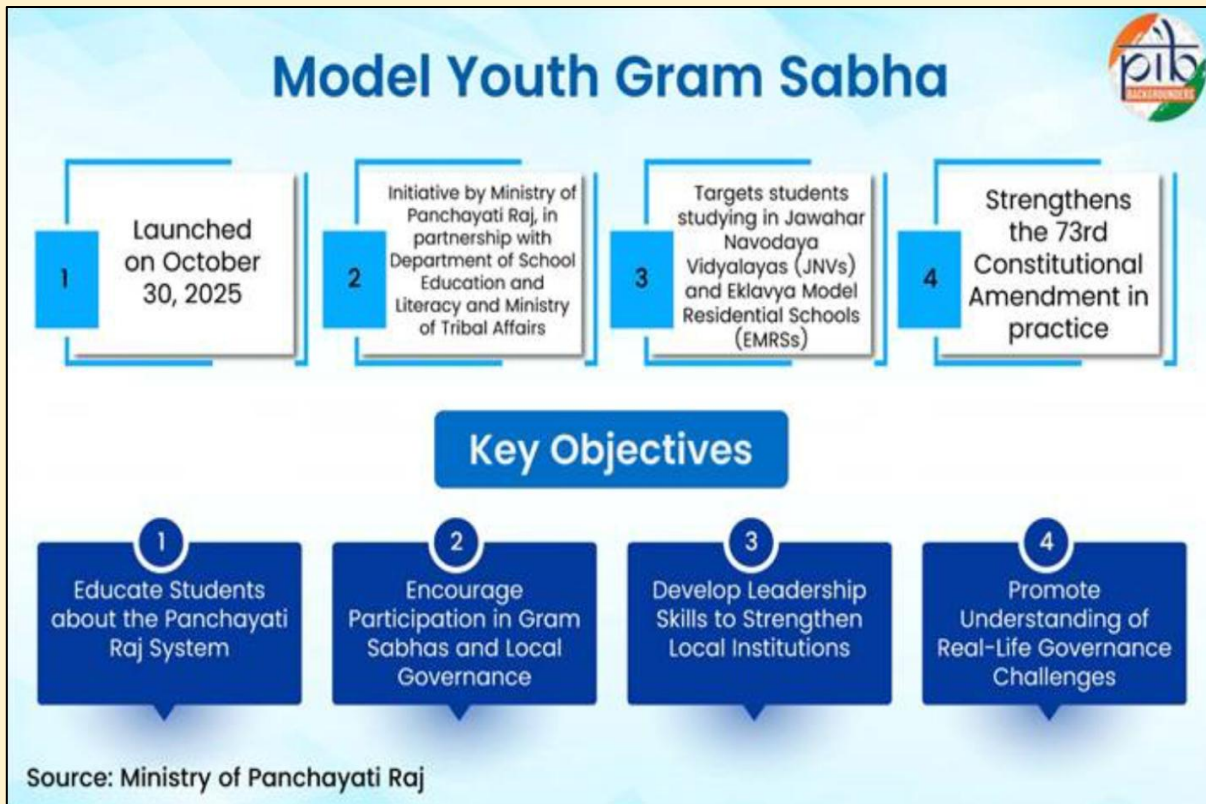 Model Youth Gram Sabha
pib
BACKGROUNDERS
1
Launched
on October
30, 2025
2
Initiative by Ministry of
Panchayati Raj, in
partnership with
Department of School
Education and
Literacy and Ministry
of Tribal Affairs
3
Targets students
studying in Jawahar
Navodaya
Vidyalayas (JNVs)
and Eklavya Model
Residential Schools
(EMRSs)
4
Strengthens
the 73rd
Constitutional
Amendment in
practice
Key Objectives
1
Educate Students
about the Panchayati
Raj System
2
Encourage
Participation in Gram
Sabhas and Local
Governance
3
Develop Leadership
Skills to Strengthen
Local Institutions
4
Promote
Understanding of
Real-Life Governance
Challenges
Source: Ministry of Panchayati Raj